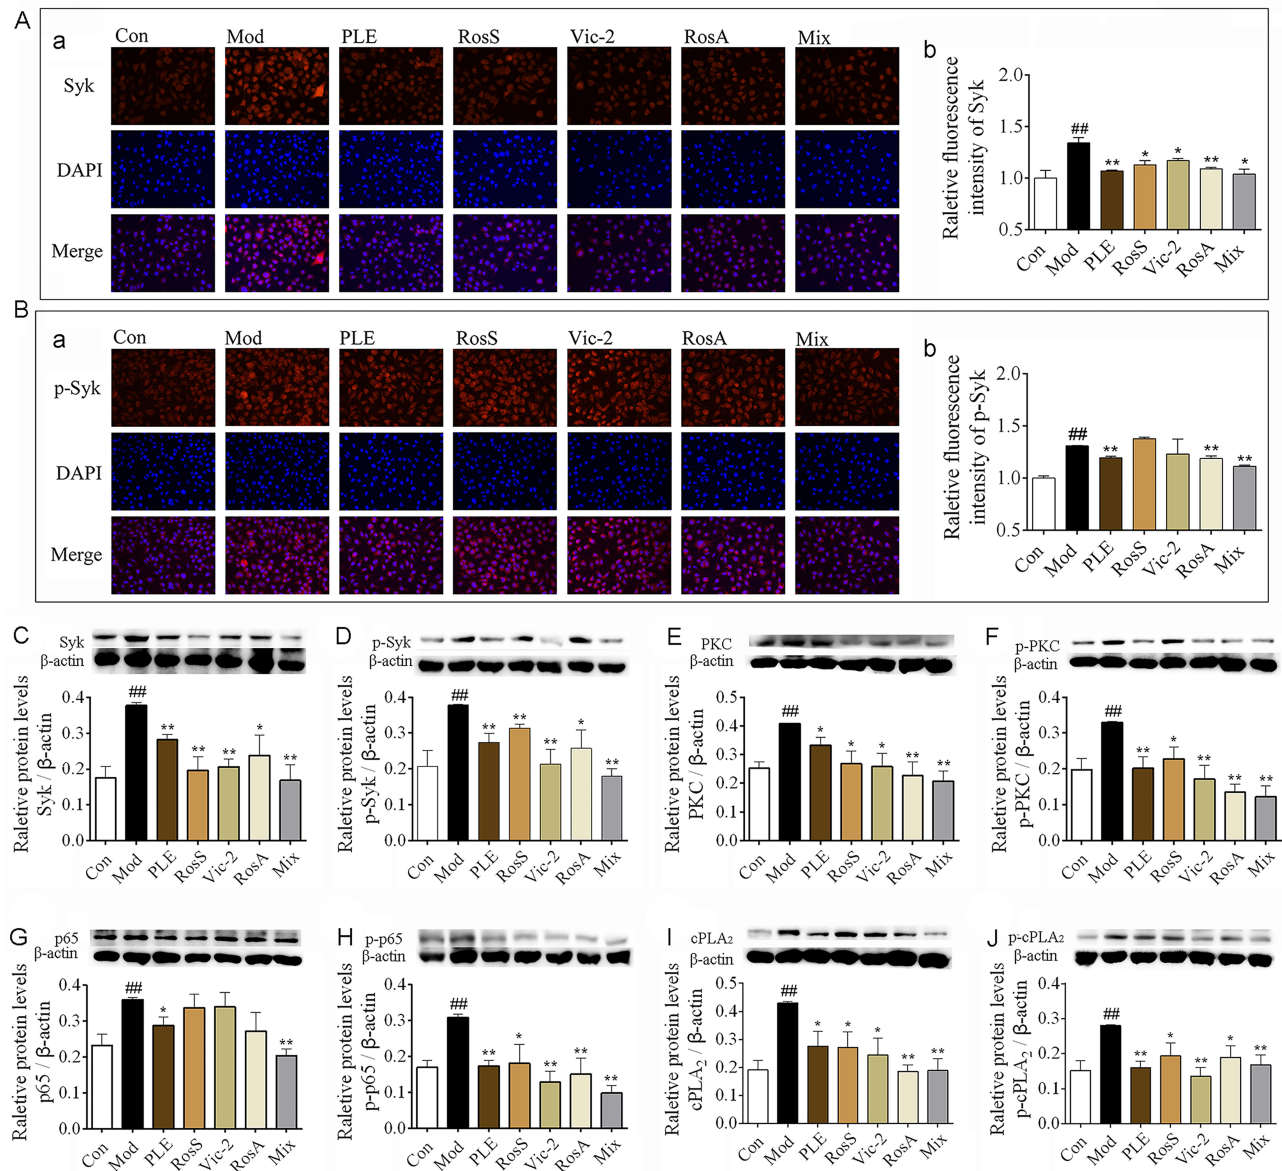 A
a
Con Mod PLE RosS Vic-2 RosA Mix
Syk
DAPI
Merge
b
Raletive fluorescence
intensity of Syk
2.0
1.5
1.0
0.5
##
** * * ** *
Con Mod PLE RosS Vic-2 RosA Mix
B
a
Con Mod PLE RosS Vic-2 RosA Mix
p-Syk
DAPI
Merge
b
Raletive fluorescence
intensity of p-Syk
2.0
1.5
1.0
0.5
##
** ** **
Con Mod PLE RosS Vic-2 RosA Mix
C
Syk
β-actin
Raletive protein levels
Syk / β-actin
0.4
0.3
0.2
0.1
0.0
##
** ** ** * **
Con Mod PLE RosS Vic-2 RosA Mix
D
p-Syk
β-actin
Raletive protein levels
p-Syk / β-actin
0.4
0.3
0.2
0.1
0.0
##
** ** ** * **
Con Mod PLE RosS Vic-2 RosA Mix
E
PKC
β-actin
Raletive protein levels
PKC / β-actin
0.5
0.4
0.3
0.2
0.1
0.0
##
* * * ** **
Con Mod PLE RosS Vic-2 RosA Mix
F
p-PKC
β-actin
Raletive protein levels
p-PKC / β-actin
0.4
0.3
0.2
0.1
0.0
##
** * ** ** **
Con Mod PLE RosS Vic-2 RosA Mix
G
p65
β-actin
Raletive protein levels
p65 / β-actin
0.4
0.3
0.2
0.1
0.0
##
* **
Con Mod PLE RosS Vic-2 RosA Mix
H
p-p65
β-actin
Raletive protein levels
p-p65 / β-actin
0.4
0.3
0.2
0.1
0.0
##
** * ** ** **
Con Mod PLE RosS Vic-2 RosA Mix
I
cPLA₂
β-actin
Raletive protein levels
cPLA₂ / β-actin
0.5
0.4
0.3
0.2
0.1
0.0
##
* * * ** **
Con Mod PLE RosS Vic-2 RosA Mix
J
p-cPLA₂
β-actin
Raletive protein levels
p-cPLA₂ / β-actin
0.4
0.3
0.2
0.1
0.0
##
** * ** * **
Con Mod PLE RosS Vic-2 RosA Mix